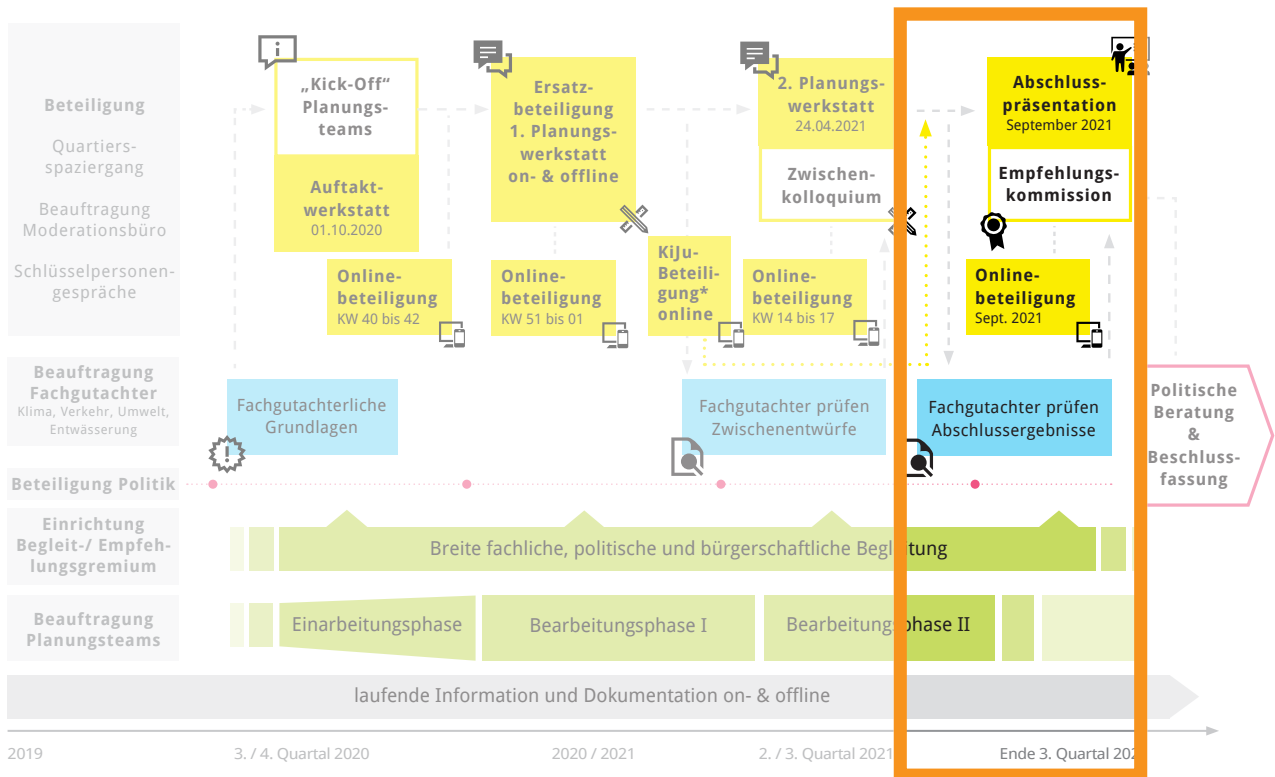 Beteiligung
Quartiers-
spaziergang
Beauftragung
Moderationsbüro
Schlüsselpersonen-
gespräche
„Kick-Off“
Planungs-
teams
Auftakt-
werkstatt
01.10.2020
Online-
beteiligung
KW 40 bis 42
Ersatz-
beteiligung
1. Planungs-
werkstatt
on- & offline
Online-
beteiligung
KW 51 bis 01
KiJu-
Beteili-
gung*
online
2. Planungs-
werkstatt
24.04.2021
Zwischen-
kolloquium
Online-
beteiligung
KW 14 bis 17
Abschluss-
präsentation
September 2021
Empfehlungs-
kommission
Online-
beteiligung
Sept. 2021
Beauftragung
Fachgutachter
Klima, Verkehr, Umwelt,
Entwässerung
Fachgutachterliche
Grundlagen
Fachgutachter prüfen
Zwischenentwürfe
Fachgutachter prüfen
Abschlussergebnisse
Politische
Beratung
&
Beschluss-
fassung
Beteiligung Politik
Einrichtung
Begleit-/ Empfeh-
lungsgremium
Breite fachliche, politische und bürgerschaftliche Begleitung
Beauftragung
Planungsteams
Einarbeitungsphase
Bearbeitungsphase I
Bearbeitungsphase II
laufende Information und Dokumentation on- & offline
2019
3. / 4. Quartal 2020
2020 / 2021
2. / 3. Quartal 2021
Ende 3. Quartal